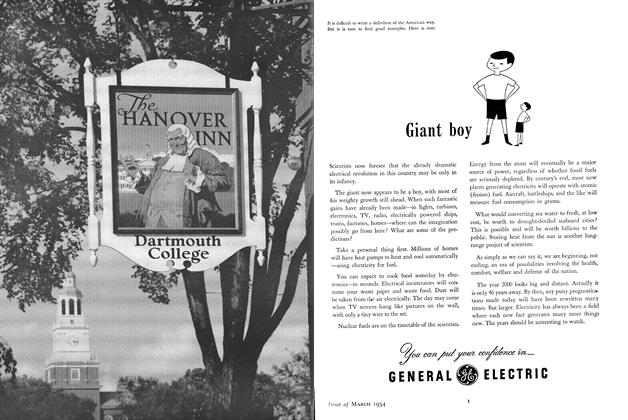 The
HANOVER
INN
Dartmouth
College
It is difficult to write a definition of the American way.
But it is easy to find good examples. Here is one:
Giant boy
Scientists now foresee that the already dramatic
electrical revolution in this country may be only in
its infancy.
The giant now appears to be a boy, with most of
his weighty growth still ahead. When such fantastic
gains have already been made—in lights, turbines,
electronics, TV, radio, electrically powered ships,
trains, factories, homes—where can the imagination
possibly go from here? What are some of the pre-
dictions?
Take a personal thing first. Millions of homes
will have heat pumps to heat and cool automatically
—using electricity for fuel.
You can expect to cook food someday by elec-
tronics—in seconds. Electrical incinerators will con-
sume your waste paper and waste food. Dust will
be taken from the air electrically. The day may come
when TV screens hang like pictures on the wall,
with only a tiny wire to the set.
Nuclear fuels are on the timetable of the scientists.
Energy from the atom will eventually be a major
source of power, regardless of whether fossil fuels
are seriously depleted. By century's end, most new
plants generating electricity will operate with atomic
(fission) fuel. Aircraft, battleships, and the like will
measure fuel consumption in grams.
What would converting sea water to fresh, at low
cost, be worth to drought-deviled seaboard cities?
This is possible and will be worth billions to the
public. Storing heat from the sun is another long-
range project of scientists.
As simply as we can say it, we are beginning, not
ending, an era of possibilities involving the health,
comfort, welfare and defense of the nation.
The year 2000 looks big and distant. Actually it
is only 46 years away. By then, any puny prognostica-
tions made today will have been rewritten many
times. But larger. Electricity has always been a field
where each new fact generates many more things
new. The years should be interesting to watch.
You can put your confidence in—
GENERAL GE ELECTRIC
Issue of MARCH 1954
1